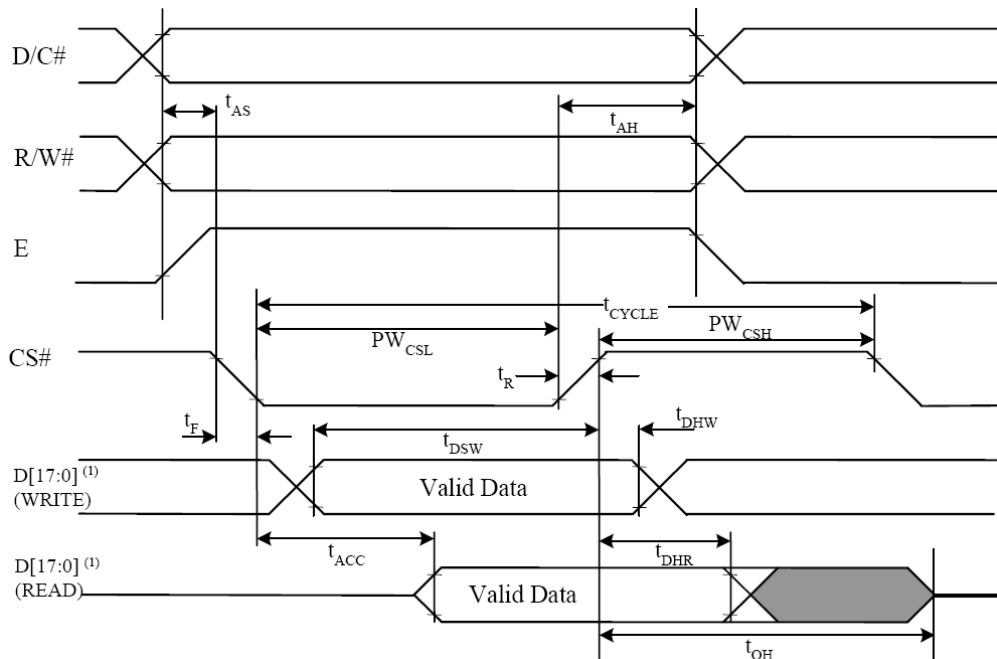 D/C#
t_AS
t_AH
R/W#
E
t_CYCLE
PW_CSL
PW_CSH
CS#
t_R
t_F
t_DSW
t_DHW
D[17:0] (1)
(WRITE)
Valid Data
t_ACC
t_DHR
D[17:0] (1)
(READ)
Valid Data
t_OH